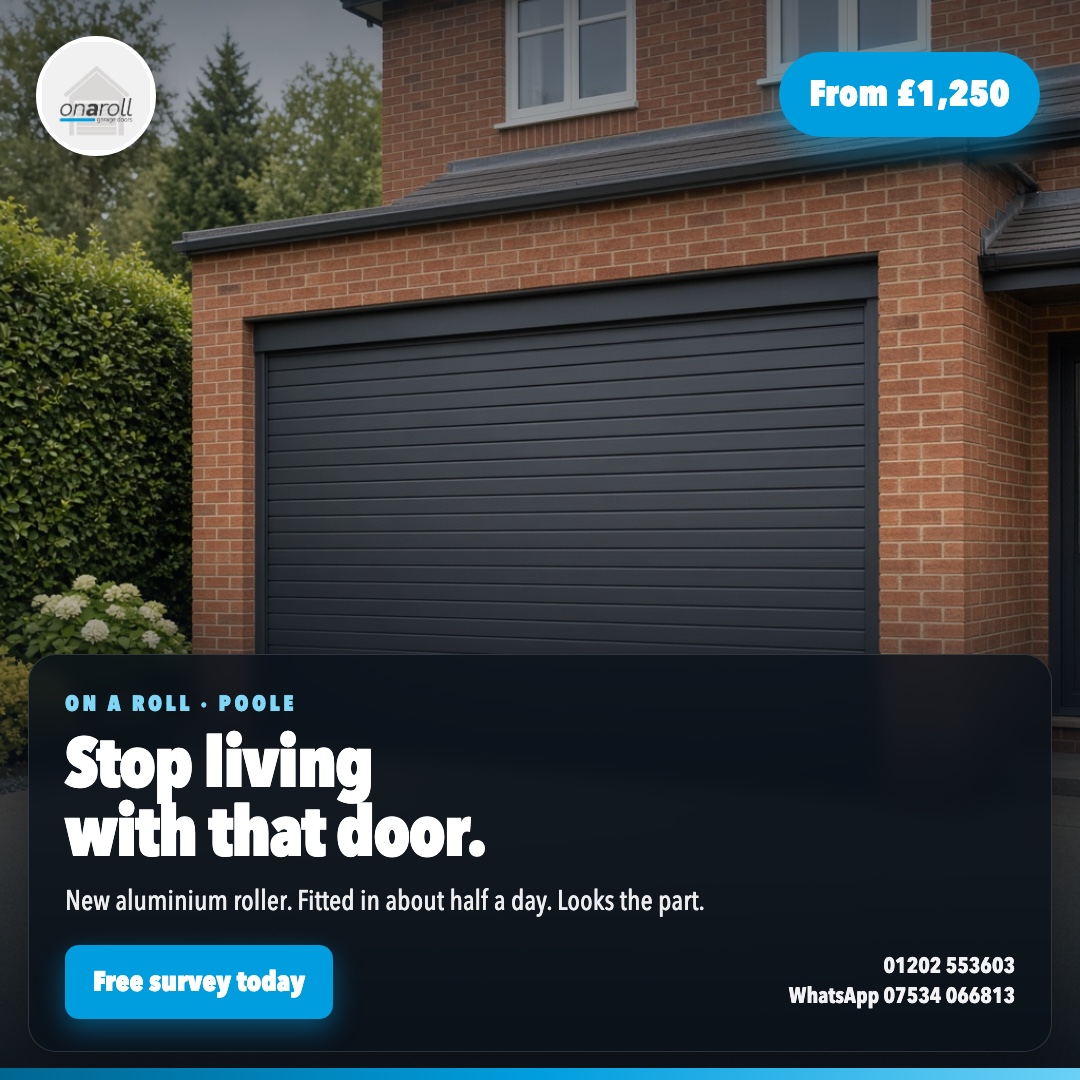 onaroll
garage doors
From £1,250
ON A ROLL • POOLE
Stop living
with that door.
New aluminium roller. Fitted in about half a day. Looks the part.
Free survey today
01202 553603
WhatsApp 07534 066813